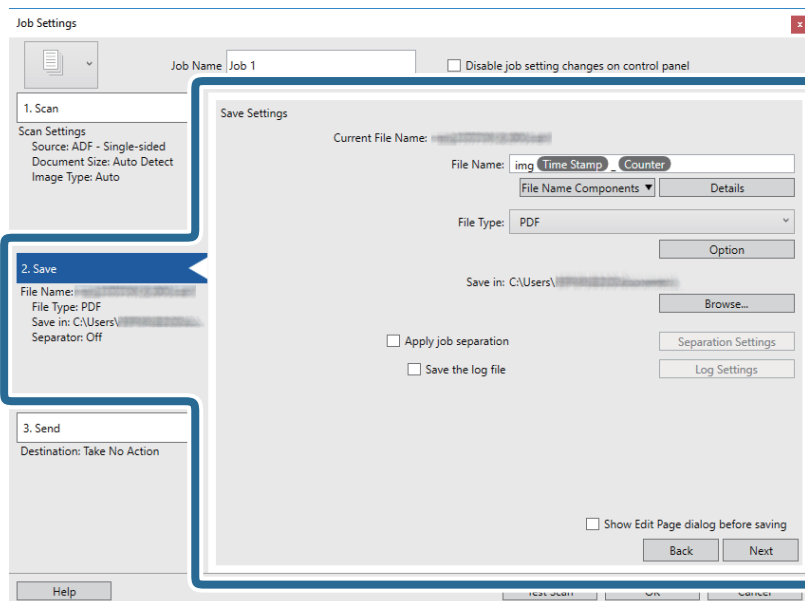 Job Settings
x
Job Name Job 1
Disable job setting changes on control panel
1. Scan
Scan Settings
Source: ADF - Single-sided
Document Size: Auto Detect
Image Type: Auto
2. Save
File Name:
File Type: PDF
Save in: C:\Users\
Separator: Off
3. Send
Destination: Take No Action
Save Settings
Current File Name:
File Name: img Time Stamp _ Counter
File Name Components ▼ Details
File Type: PDF
Option
Save in: C:\Users\
Browse...
Apply job separation Separation Settings
Save the log file Log Settings
Show Edit Page dialog before saving
Back Next
Help Test Scan OK Cancel